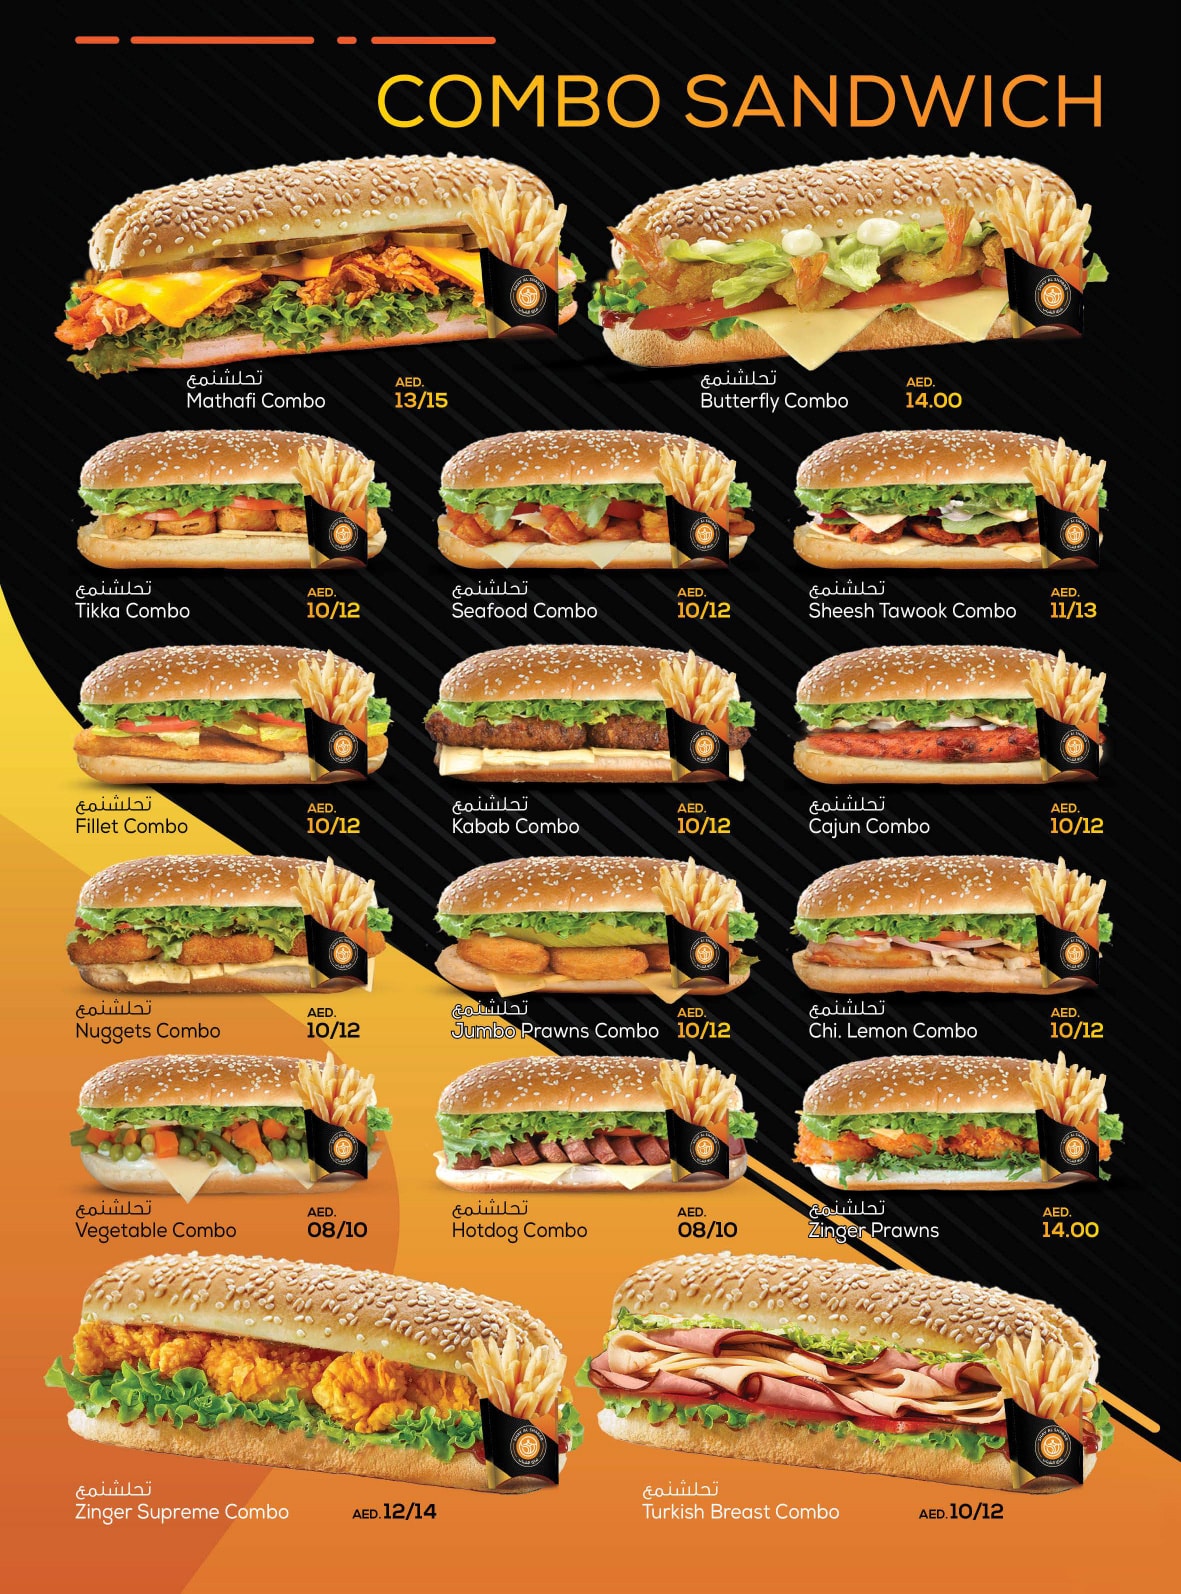 COMBO SANDWICH
تحلشنمع
Mathafi Combo
AED.
13/15
تحلشنمع
Butterfly Combo
AED.
14.00
تحلشنمع
Tikka Combo
AED.
10/12
تحلشنمع
Seafood Combo
AED.
10/12
تحلشنمع
Sheesh Tawook Combo
AED.
11/13
تحلشنمع
Fillet Combo
AED.
10/12
تحلشنمع
Kabab Combo
AED.
10/12
تحلشنمع
Cajun Combo
AED.
10/12
تحلشنمع
Nuggets Combo
AED.
10/12
تحلشنمع
Jumbo Prawns Combo
AED.
10/12
تحلشنمع
Chi. Lemon Combo
AED.
10/12
تحلشنمع
Vegetable Combo
AED.
08/10
تحلشنمع
Hotdog Combo
AED.
08/10
تحلشنمع
Zinger Prawns
AED.
14.00
تحلشنمع
Zinger Supreme Combo
AED. 12/14
تحلشنمع
Turkish Breast Combo
AED. 10/12